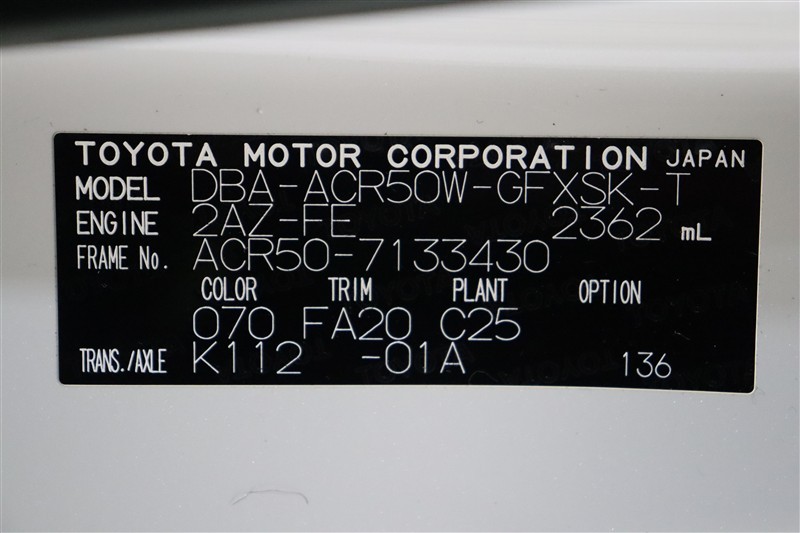 TOYOTA MOTOR CORPORATION JAPAN
MODEL DBA-ACR50W-GFXSK-T
ENGINE 2AZ-FE 2362 mL
FRAME No. ACR50-7133430
COLOR TRIM PLANT OPTION
070 FA20 C25
TRANS./AXLE K112 -01A 136